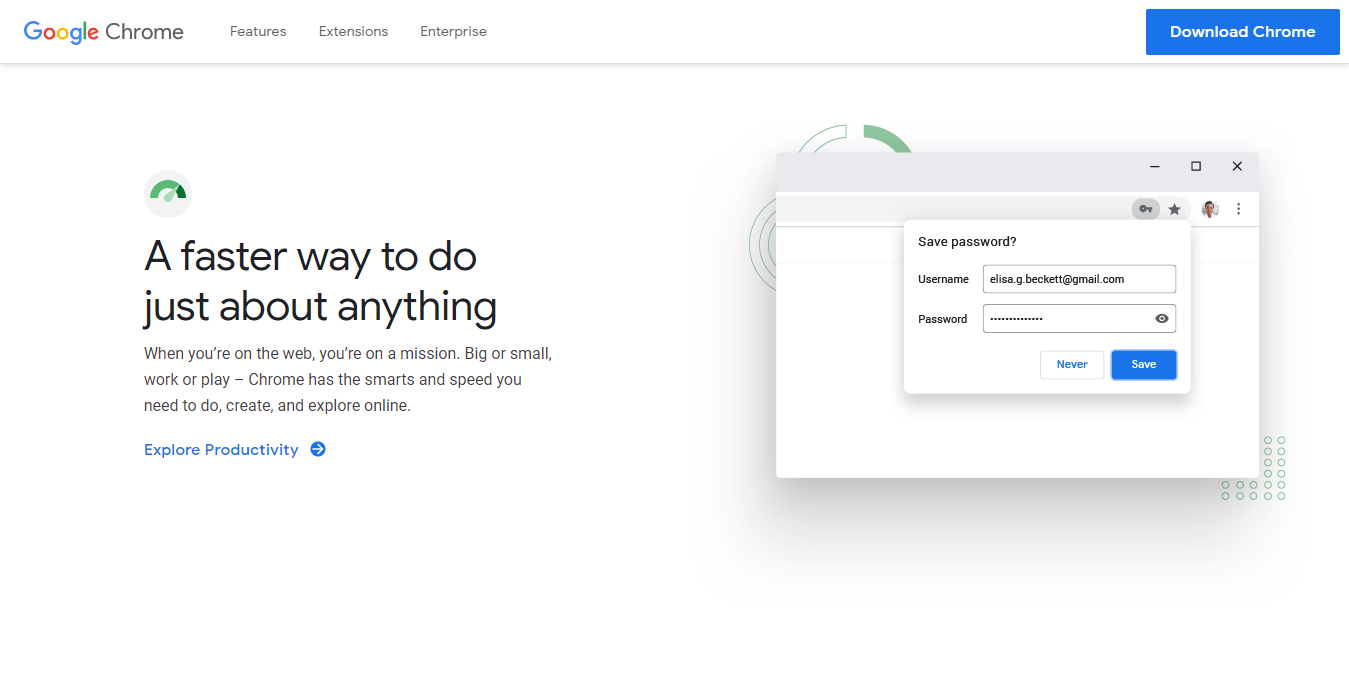 Google Chrome
Features
Extensions
Enterprise
Download Chrome
A faster way to do
just about anything
When you’re on the web, you’re on a mission. Big or small,
work or play – Chrome has the smarts and speed you
need to do, create, and explore online.
Explore Productivity
Save password?
Username
elisa.g.beckett@gmail.com
Password
••••••••••••••
Never
Save